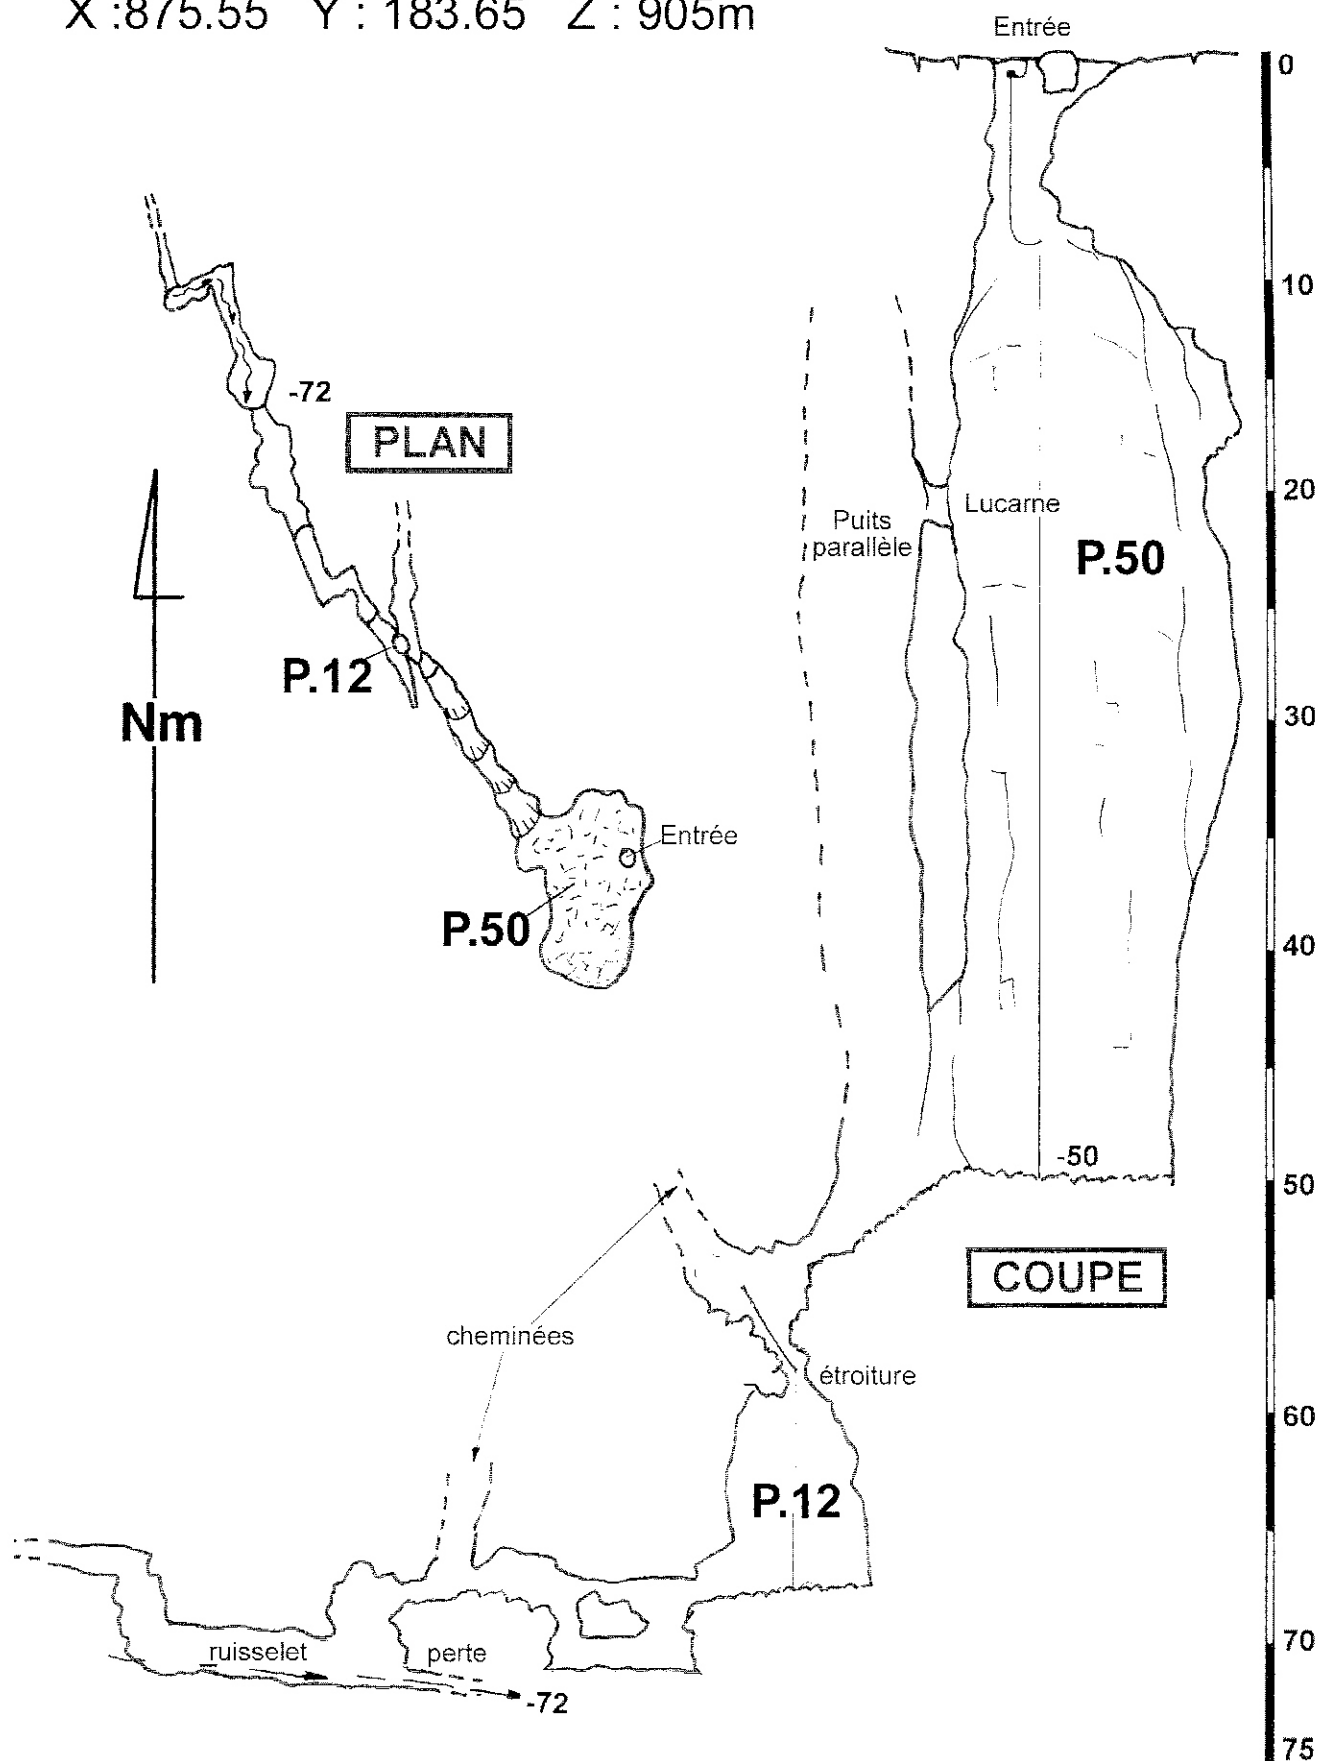 X :875.55 Y : 183.65 Z : 905m
Entrée
0
10
-72
PLAN
20
Lucarne
Puits
parallèle
P.50
P.12
Nm
30
Entrée
P.50
40
-50
50
COUPE
cheminées
étroiture
60
P.12
ruisselet
perte
70
-72
75